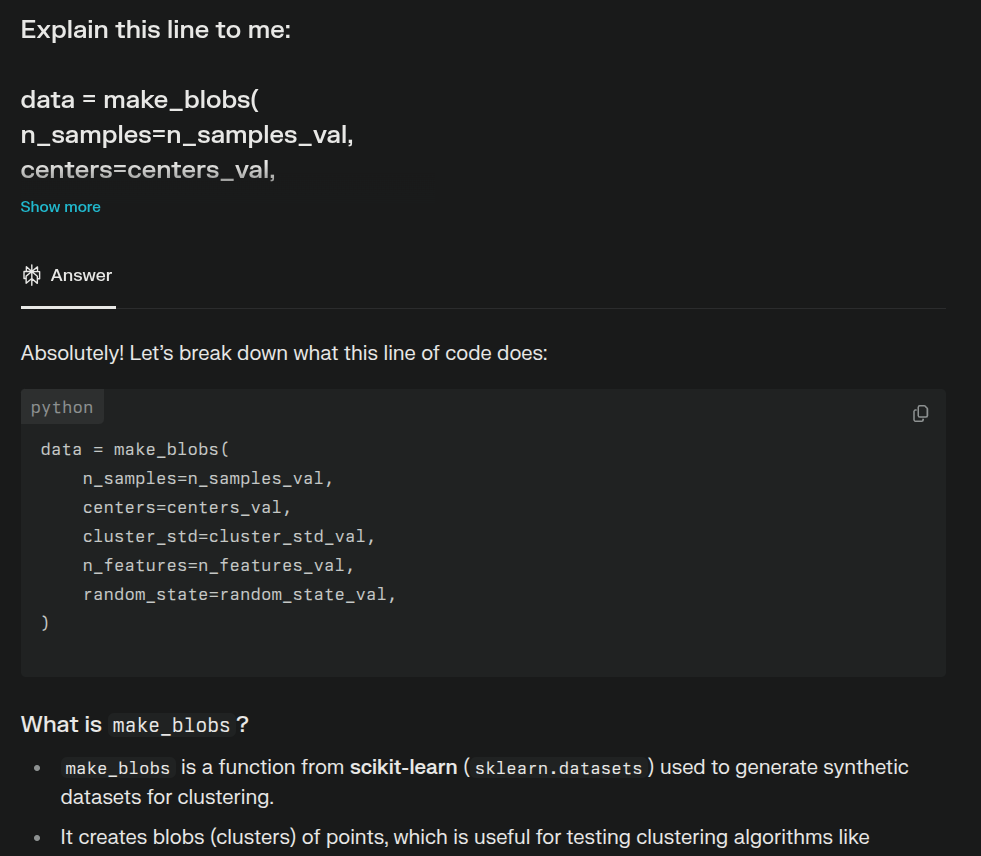 Explain this line to me:
data = make_blobs(
n_samples=n_samples_val,
centers=centers_val,
Show more
Answer
Absolutely! Let’s break down what this line of code does:
python
data = make_blobs(
    n_samples=n_samples_val,
    centers=centers_val,
    cluster_std=cluster_std_val,
    n_features=n_features_val,
    random_state=random_state_val,
)
What is make_blobs?
• make_blobs is a function from scikit-learn (sklearn.datasets) used to generate synthetic
datasets for clustering.
• It creates blobs (clusters) of points, which is useful for testing clustering algorithms like